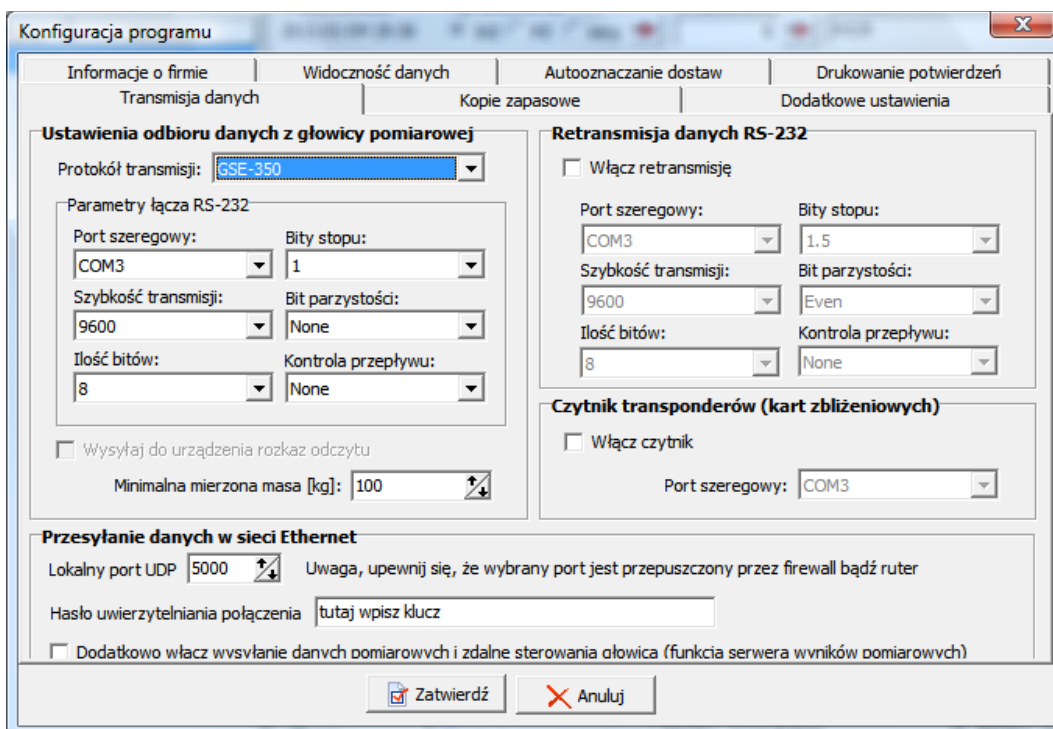 Konfiguracja programu
Informacje o firmie
Widoczność danych
Autooznaczanie dostaw
Drukowanie potwierdzeń
Transmisja danych
Kopie zapasowe
Dodatkowe ustawienia
Ustawienia odbioru danych z głowicy pomiarowej
Protokół transmisji: GSE-350
Parametry łącza RS-232
Port szeregowy: Bity stopu:
COM3 1
Szybkość transmisji: Bit parzystości:
9600 None
Ilość bitów: Kontrola przepływu:
8 None
Wysyłaj do urządzenia rozkaz odczytu
Minimalna mierzona masa [kg]: 100
Retransmisja danych RS-232
Włącz retransmisję
Port szeregowy: Bity stopu:
COM3 1.5
Szybkość transmisji: Bit parzystości:
9600 Even
Ilość bitów: Kontrola przepływu:
8 None
Czytnik transponderów (kart zbliżeniowych)
Włącz czytnik
Port szeregowy: COM3
Przesyłanie danych w sieci Ethernet
Lokalny port UDP 5000 Uwaga, upewnij się, że wybrany port jest przepuszczony przez firewall bądź ruter
Hasło uwierzytelniania połączenia tutaj wpisz klucz
Dodatkowo włącz wysyłanie danych pomiarowych i zdalne sterowania głowicą (funkcja serwera wyników pomiarowych)
Zatwierdź
Anuluj